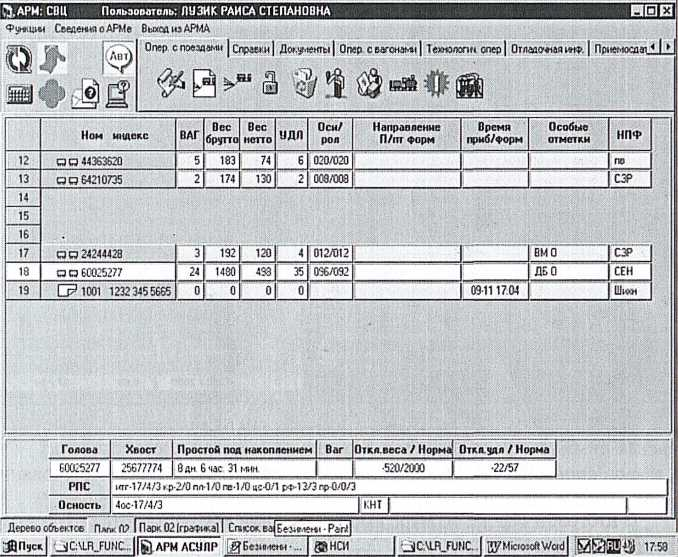 АРМ: СВЦ Пользователь: ЛУЗИК РАИСА СТЕПАНОВНА
Функции Сведения о АРМе Выход из АРМА
Опер. с поездами Справки Документы Опер. с вагонами Технологич. опер Отладочная инф. Приемосдат
Авт
Ном индекс ВАГ Вес брутто Вес нетто УДЛ Оси/рол Направление П/пт форм Время приб/форм Особые отметки НПФ
12 44363620 5 183 74 6 020/020 пв
13 64210735 2 174 130 2 008/008 СЗР
14
15
16
17 24244428 3 192 120 4 012/012 ВМ 0 СЗР
18 60025277 24 1480 498 35 096/092 ДБ 0 СЕН
19 1001 1232 345 5665 0 0 0 0 09-11 17.04 Шихн
Голова Хвост Простой под накоплением Ваг Откл.веса / Норма Откл.удл / Норма
60025277 25677774 8 дн. 6 час. 31 мин. -520/2000 -22/57
РПС итг-17/4/3 кр-2/0 пл-1/0 пв-1/0 цс-0/1 рф-13/3 пр-0/0/3
Осность 4ос-17/4/3 КНТ
Дерево объектов Парк 02 Парк 02 (графика) Список ва Безимени - Paint
Пуск C:\LR_FUNC... АРМ АСУЛР Безимени - ... НСИ C:\LR_FUNC... Microsoft Word RU 17:58